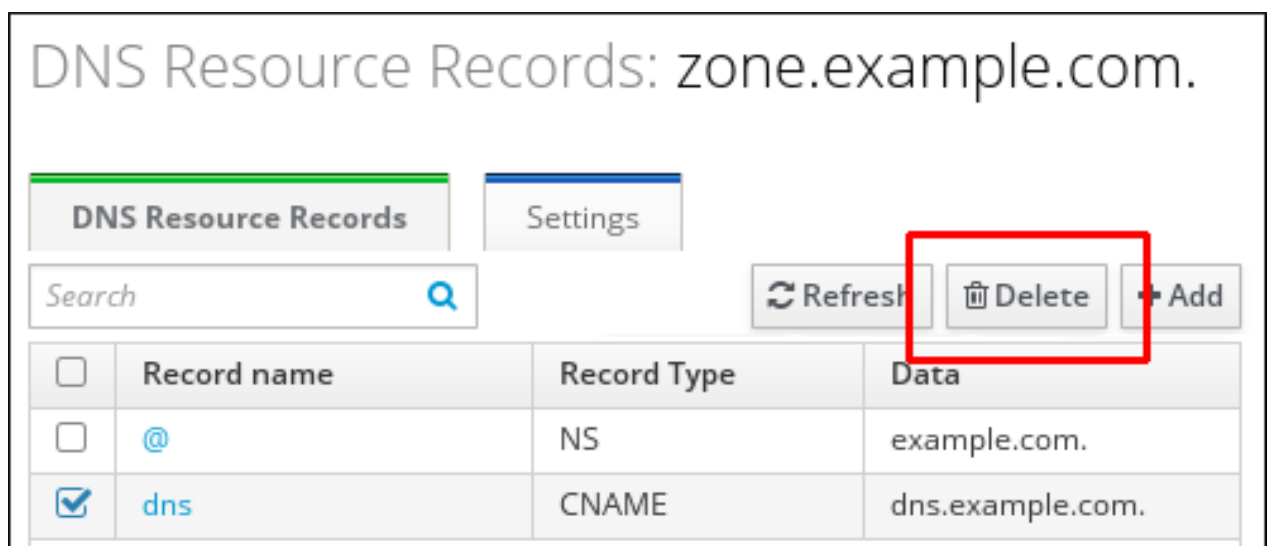 DNS Resource Records: zone.example.com.
DNS Resource Records Settings
Search Refresh Delete Add
Record name Record Type Data
@ NS example.com.
dns CNAME dns.example.com.